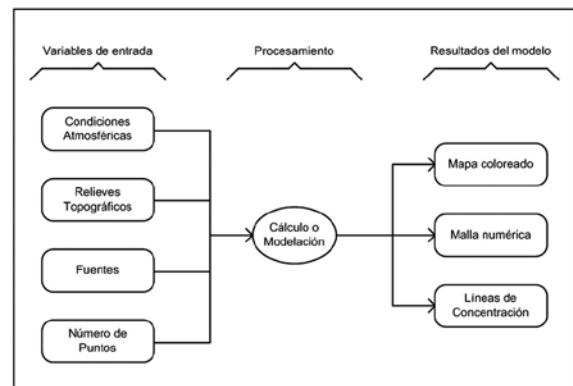 Variables de entrada
Procesamiento
Resultados del modelo
Condiciones
Atmosféricas
Relieves
Topográficos
Fuentes
Número de
Puntos
Cálculo o
Modelación
Mapa coloreado
Malla numérica
Líneas de
Concentración